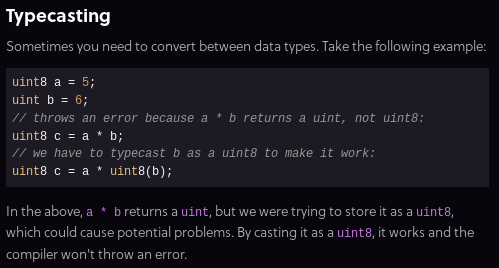 Typecasting
Sometimes you need to convert between data types. Take the following example:
uint8 a = 5;
uint b = 6;
// throws an error because a * b returns a uint, not uint8:
uint8 c = a * b;
// we have to typecast b as a uint8 to make it work:
uint8 c = a * uint8(b);
In the above, a * b returns a uint, but we were trying to store it as a uint8,
which could cause potential problems. By casting it as a uint8, it works and the
compiler won't throw an error.